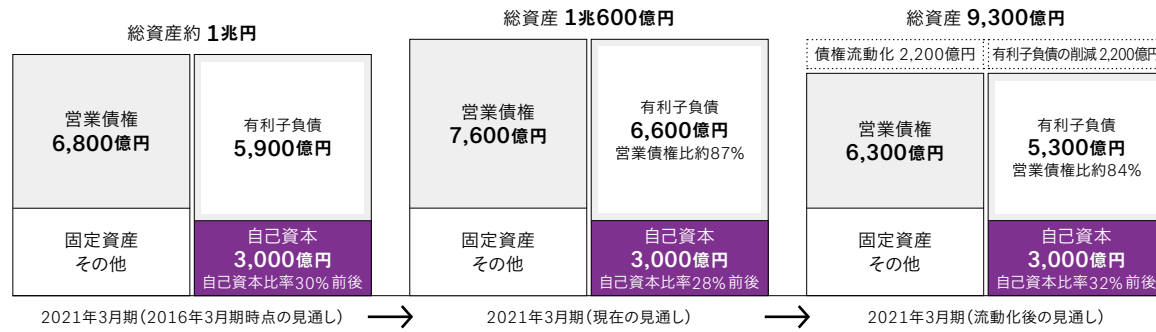 総資産約 1兆円
営業債権
6,800億円
有利子負債
5,900億円
固定資産
その他
自己資本
3,000億円
自己資本比率30%前後
2021年3月期(2016年3月期時点の見通し)
総資産 1兆600億円
営業債権
7,600億円
有利子負債
6,600億円
営業債権比約87%
固定資産
その他
自己資本
3,000億円
自己資本比率28%前後
2021年3月期(現在の見通し)
総資産 9,300億円
債権流動化 2,200億円
有利子負債の削減 2,200億円
営業債権
6,300億円
有利子負債
5,300億円
営業債権比約84%
固定資産
その他
自己資本
3,000億円
自己資本比率32%前後
2021年3月期(流動化後の見通し)